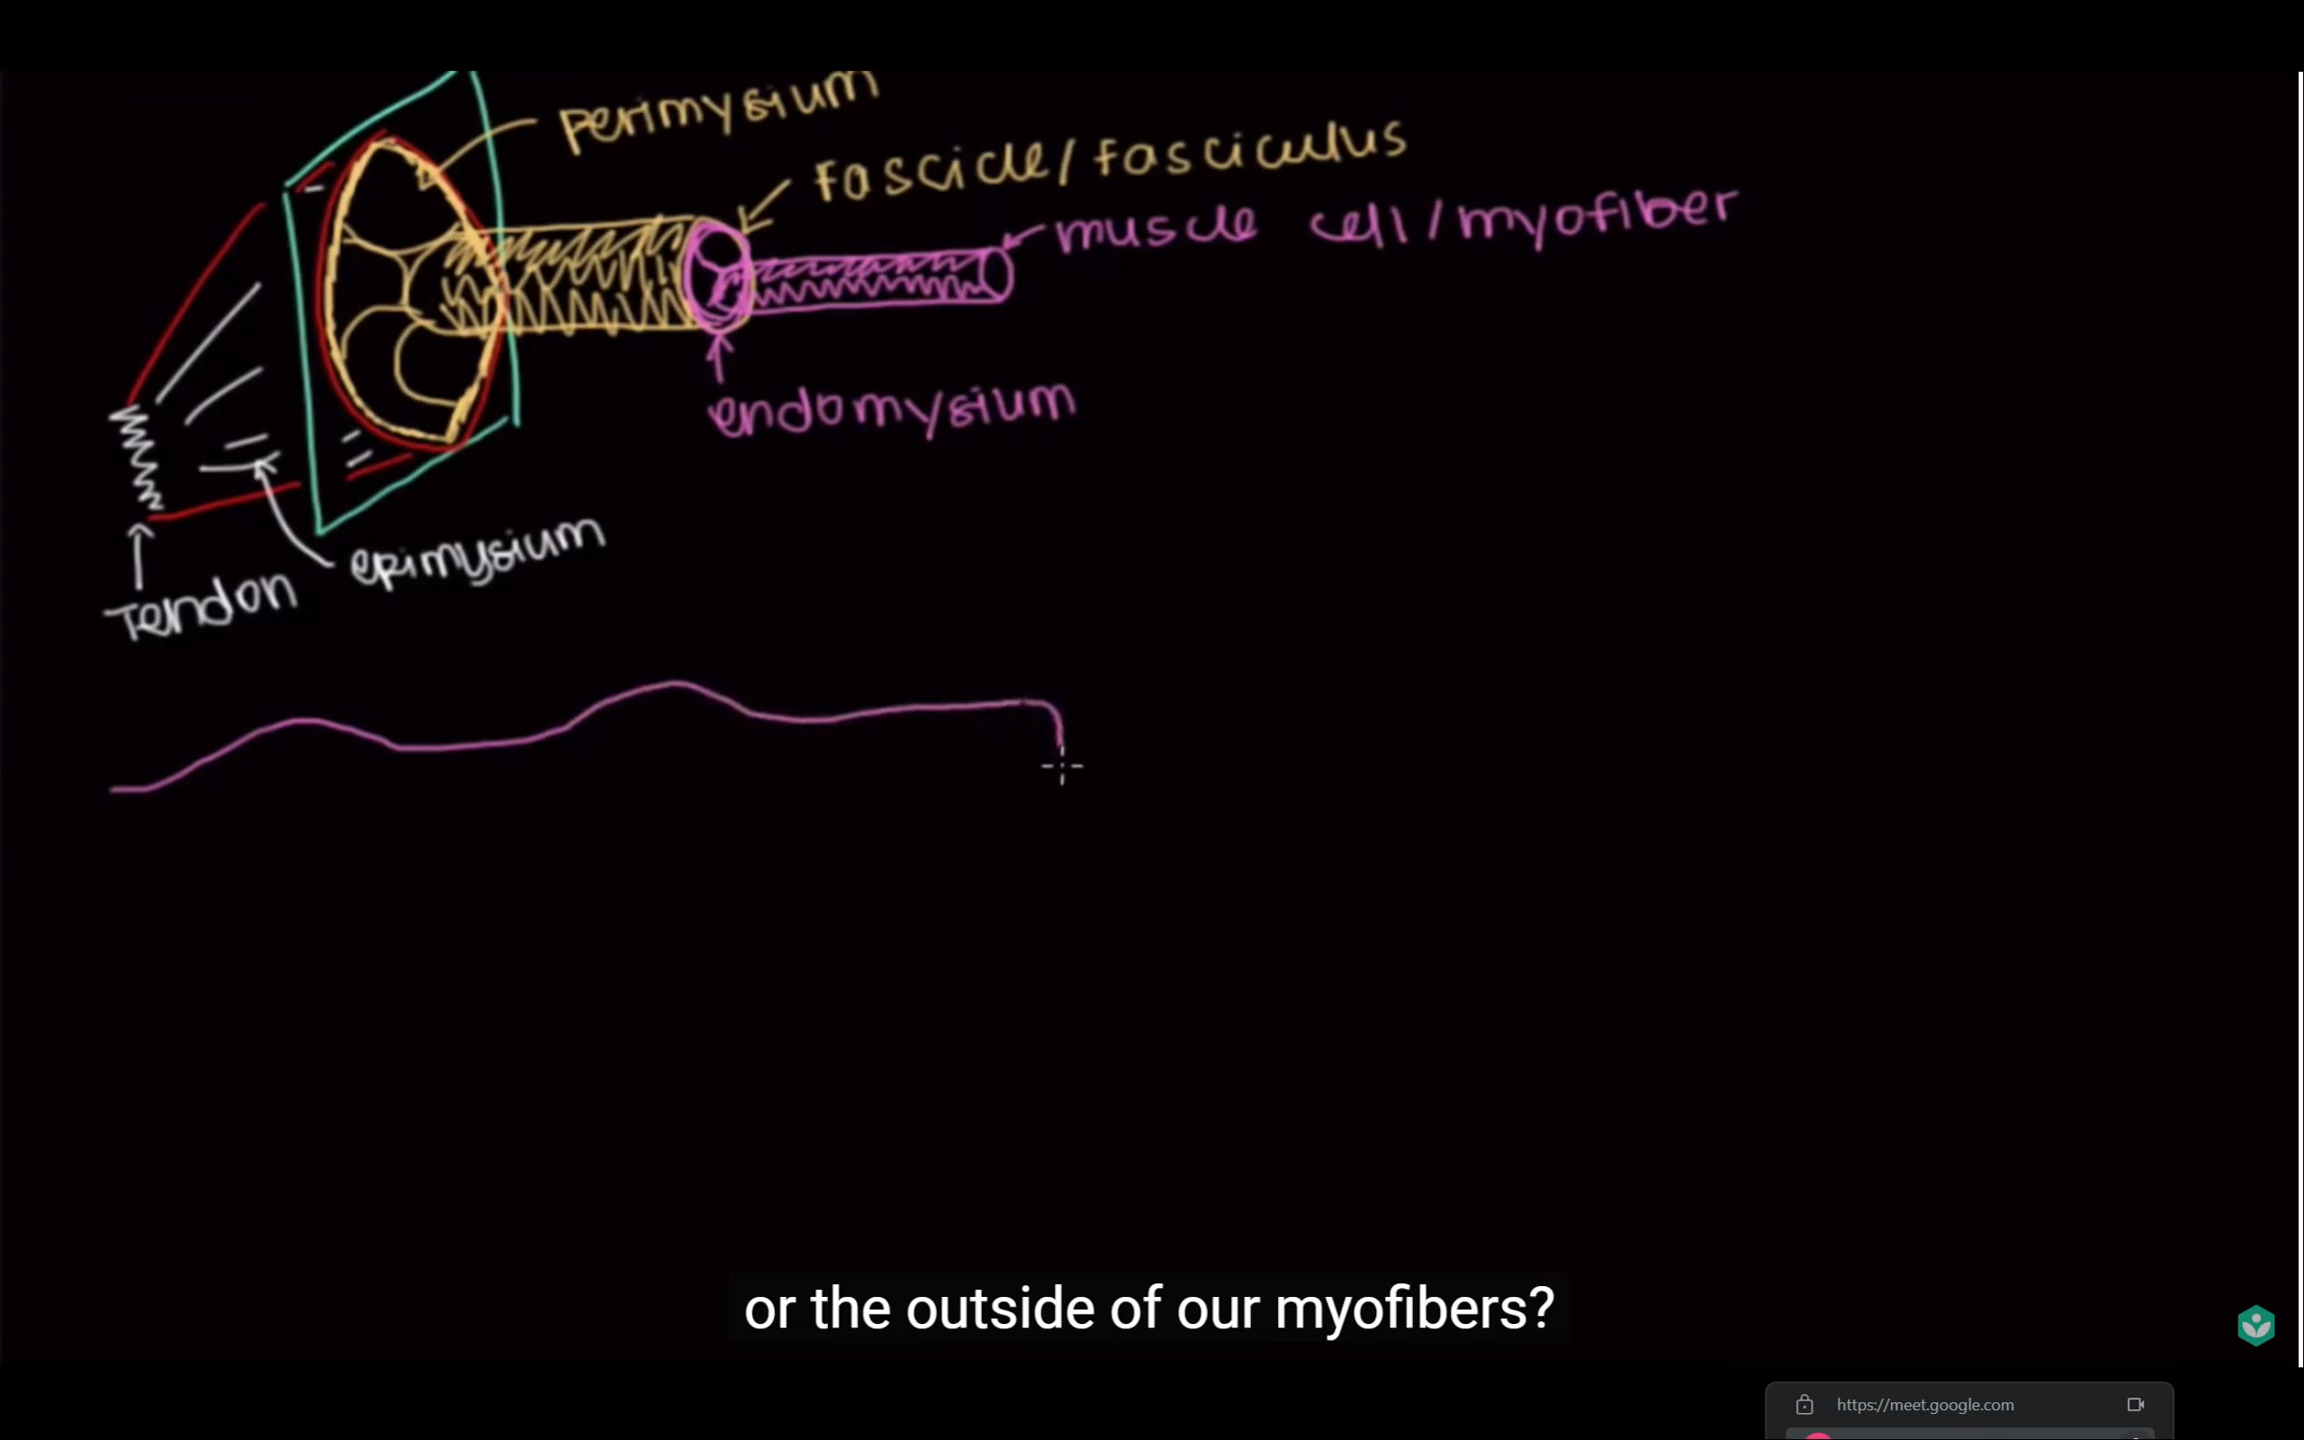 perimysium
fascicle/fasciculus
muscle cell/myofiber
endomysium
epimysium
Tendon
or the outside of our myofibers?
https://meet.google.com